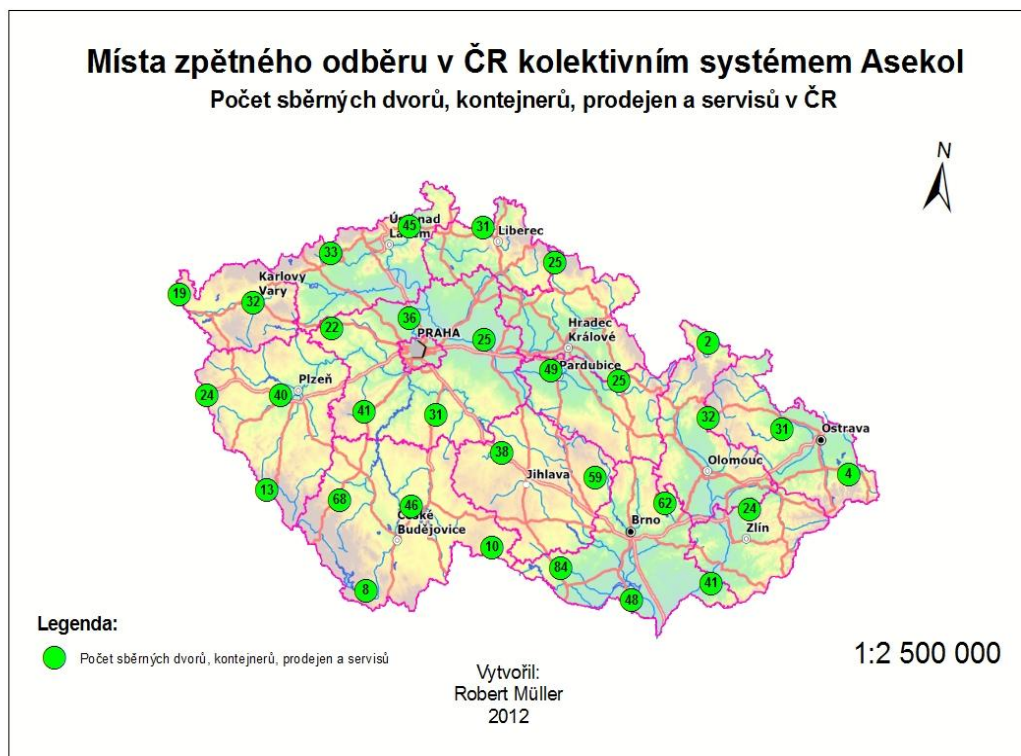 Místa zpětného odběru v ČR kolektivním systémem Asekol
Počet sběrných dvorů, kontejnerů, prodejen a servisů v ČR
N
45
31
Liberec
33
25
Karlovy
Vary
19
32
36
22
PRAHA
25
Hradec
Králové
2
49
Pardubice
25
Plzeň
24
40
41
31
32
31
Ostrava
38
Jihlava
59
Olomouc
4
13
68
46
Budějovice
62
24
Brno
Zlín
10
84
8
48
41
Legenda:
Počet sběrných dvorů, kontejnerů, prodejen a servisů
1:2 500 000
Vytvořil:
Robert Müller
2012